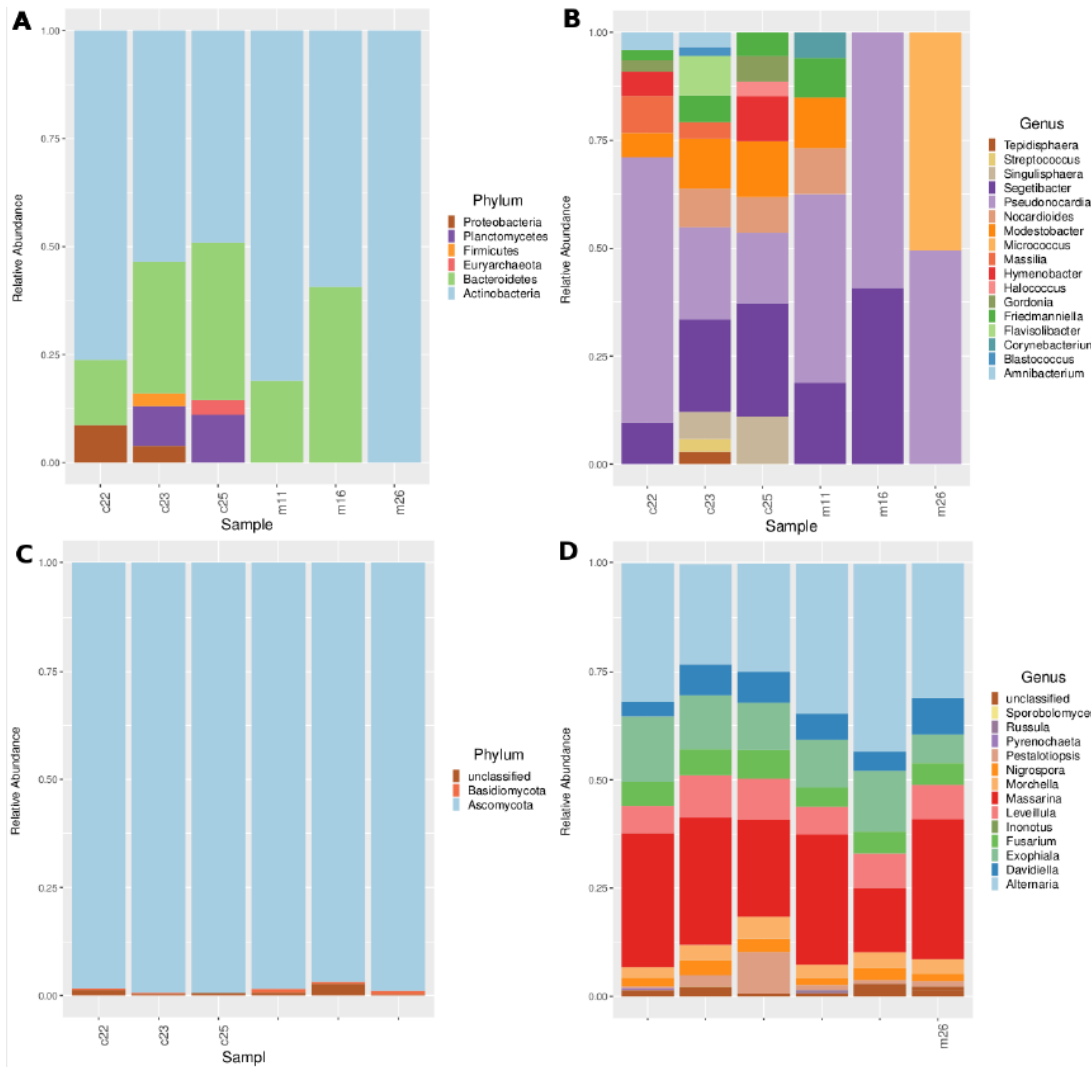 A
1.00
0.75
0.50
0.25
0.00
Relative Abundance
c22
c23
c25
m11
m16
m26
Sample
Phylum
Proteobacteria
Planctomycetes
Firmicutes
Euryarchaeota
Bacteroidetes
Actinobacteria
B
1.00
0.75
0.50
0.25
0.00
Relative Abundance
c22
c23
c25
m11
m16
m26
Sample
Genus
Tepidisphaera
Streptococcus
Singulisphaera
Segetibacter
Pseudonocardia
Nocardioides
Modestobacter
Micrococcus
Massilia
Hymenobacter
Halococcus
Gordonia
Friedmanniella
Flavisolibacter
Corynebacterium
Blastococcus
Amnibacterium
C
1.00
0.75
0.50
0.25
0.00
Relative Abundance
c22
c23
c25
Sampl
Phylum
unclassified
Basidiomycota
Ascomycota
D
1.00
0.75
0.50
0.25
0.00
Relative Abundance
m26
Genus
unclassified
Sporobolomyce
Russula
Pyrenochaeta
Pestalotiopsis
Nigrospora
Morchella
Massarina
Leveillula
Inonotus
Fusarium
Exophiala
Davidiella
Alternaria